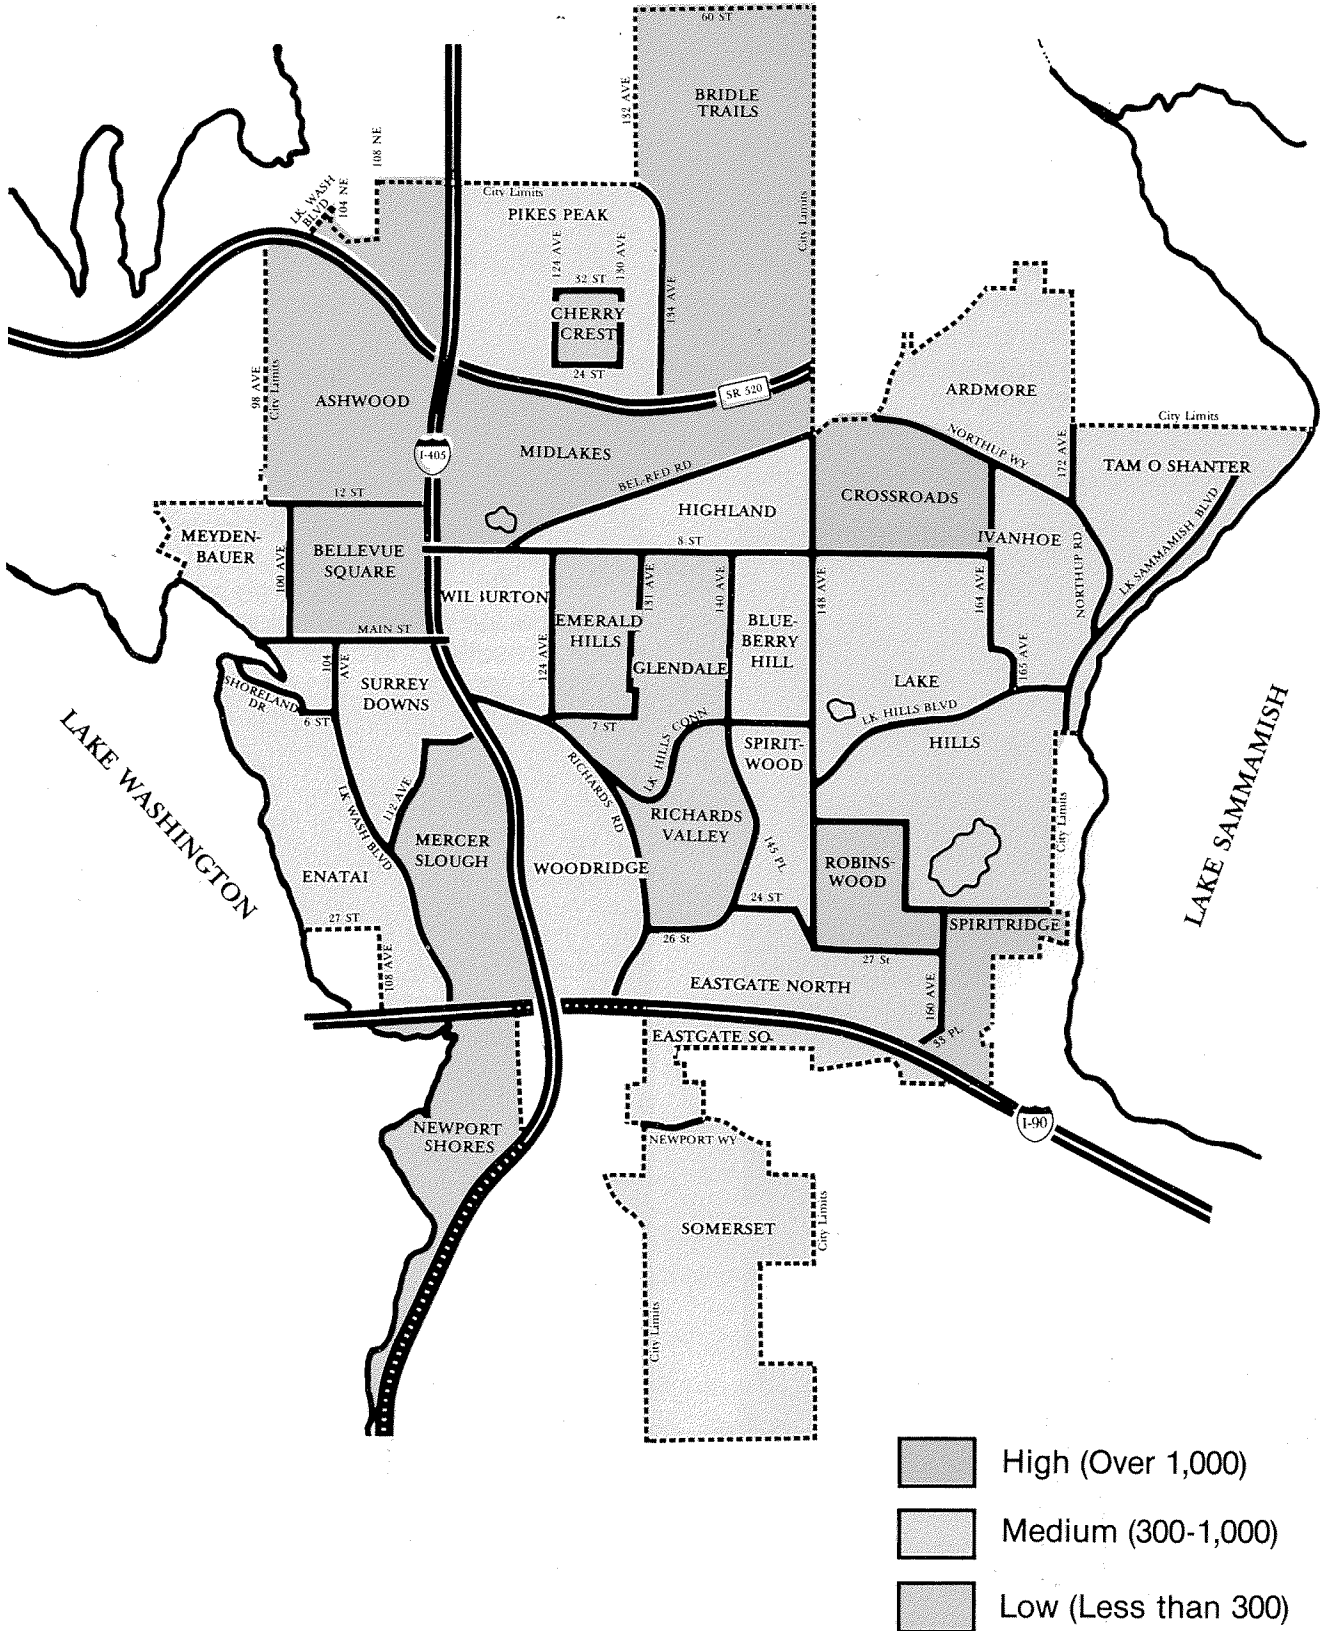 60 ST
132 AVE
BRIDLE
TRAILS
108 NE
LK. WASH
BLVD
104 NE
City Limits
PIKES PEAK
City Limits
124 AVE
130 AVE
32 ST
CHERRY
CREST
24 ST
134 AVE
98 AVE
City Limits
ASHWOOD
SR 520
ARDMORE
City Limits
I-405
MIDLAKES
NORTHUP WY
172 AVE
TAM O SHANTER
BEL-RED RD
12 ST
HIGHLAND
CROSSROADS
MEYDEN-
BAUER
100 AVE
BELLEVUE
SQUARE
8 ST
IVANHOE
NORTHUP RD
LK SAMMAMISH BLVD
WILBURTON
131 AVE
140 AVE
148 AVE
164 AVE
EMERALD
HILLS
BLUE-
BERRY
HILL
MAIN ST
104
AVE
124 AVE
GLENDALE
165 AVE
SURREY
DOWNS
SHORELAND
DR
LAKE
6 ST
7 ST
LK HILLS CONN
LK HILLS BLVD
HILLS
SPIRIT-
WOOD
LAKE WASHINGTON
LAKE SAMMAMISH
RICHARDS RD
112 AVE
LK WASH BLVD
RICHARDS
VALLEY
City Limits
MERCER
SLOUGH
145 PL
WOODRIDGE
ROBINS-
WOOD
ENATAI
24 ST
27 ST
SPIRITRIDGE
26 St
27 St
108 AVE
EASTGATE NORTH
160 AVE
33 PL
EASTGATE SO.
I-90
NEWPORT
SHORES
NEWPORT WY
SOMERSET
City Limits
City Limits
High (Over 1,000)
Medium (300-1,000)
Low (Less than 300)